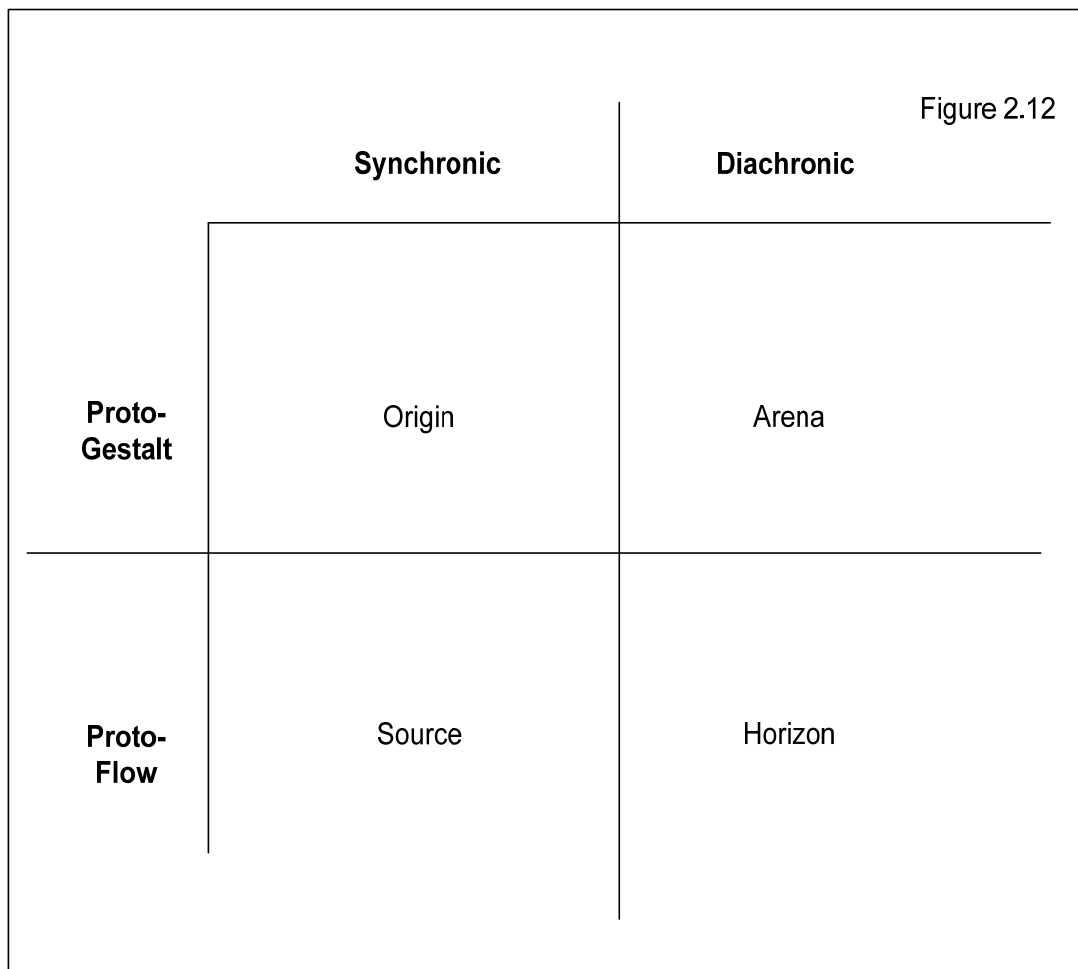 Figure 2.12
Synchronic Diachronic
Proto-
Gestalt
Origin Arena
Proto-
Flow
Source Horizon